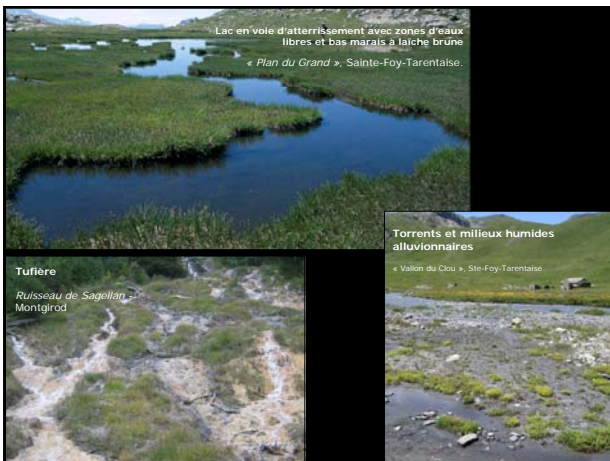 Lac en voie d'atterrissement avec zones d'eaux
libres et bas marais à laîche brune
« Plan du Grand », Sainte-Foy-Tarentaise.
Torrents et milieux humides
alluvionnaires
« Vallon du Clou », Ste-Foy-Tarentaise
Tufière
Ruisseau de Sagellan -
Montgirod